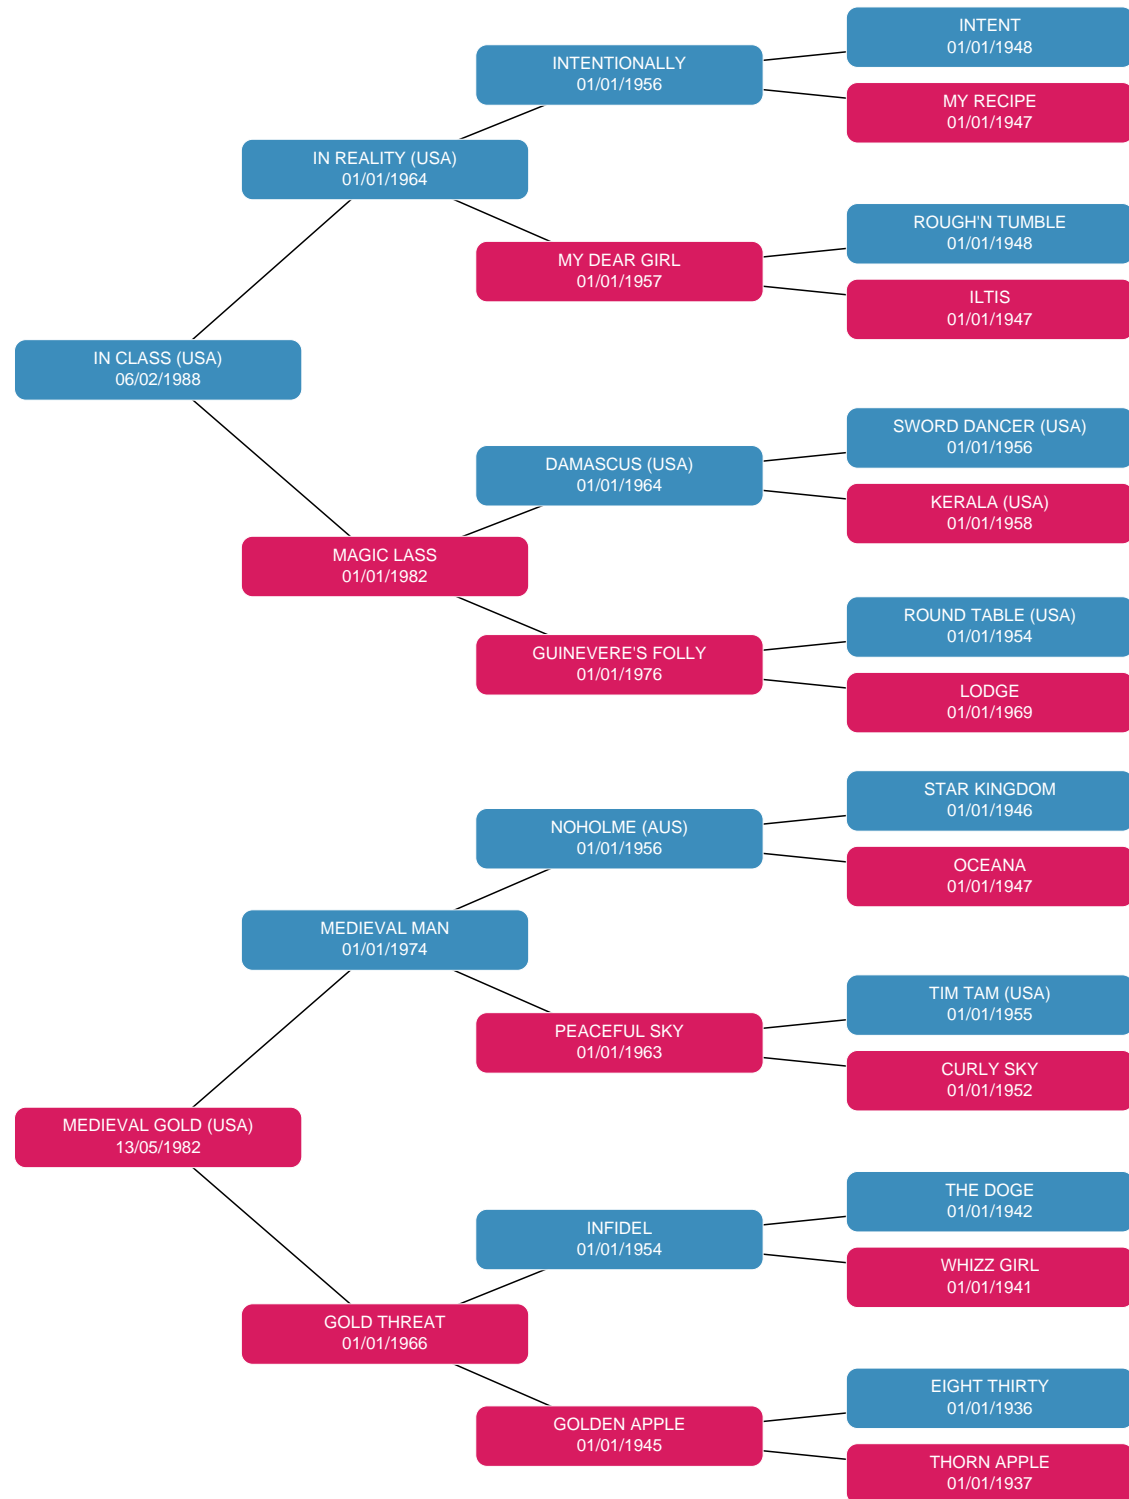 INTENT
01/01/1948
INTENTIONALLY
01/01/1956
MY RECIPE
01/01/1947
IN REALITY (USA)
01/01/1964
ROUGH'N TUMBLE
01/01/1948
MY DEAR GIRL
01/01/1957
ILTIS
01/01/1947
IN CLASS (USA)
06/02/1988
SWORD DANCER (USA)
01/01/1956
DAMASCUS (USA)
01/01/1964
KERALA (USA)
01/01/1958
MAGIC LASS
01/01/1982
ROUND TABLE (USA)
01/01/1954
GUINEVERE'S FOLLY
01/01/1976
LODGE
01/01/1969
STAR KINGDOM
01/01/1946
NOHOLME (AUS)
01/01/1956
OCEANA
01/01/1947
MEDIEVAL MAN
01/01/1974
TIM TAM (USA)
01/01/1955
PEACEFUL SKY
01/01/1963
CURLY SKY
01/01/1952
MEDIEVAL GOLD (USA)
13/05/1982
THE DOGE
01/01/1942
INFIDEL
01/01/1954
WHIZZ GIRL
01/01/1941
GOLD THREAT
01/01/1966
EIGHT THIRTY
01/01/1936
GOLDEN APPLE
01/01/1945
THORN APPLE
01/01/1937